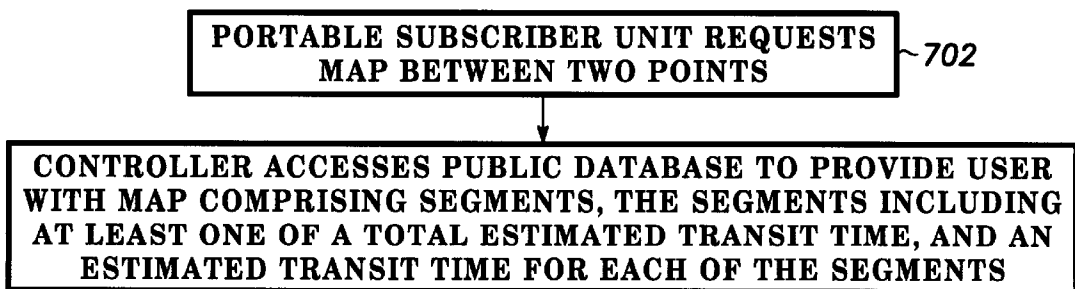 PORTABLE SUBSCRIBER UNIT REQUESTS
MAP BETWEEN TWO POINTS
702
CONTROLLER ACCESSES PUBLIC DATABASE TO PROVIDE USER
WITH MAP COMPRISING SEGMENTS, THE SEGMENTS INCLUDING
AT LEAST ONE OF A TOTAL ESTIMATED TRANSIT TIME, AND AN
ESTIMATED TRANSIT TIME FOR EACH OF THE SEGMENTS